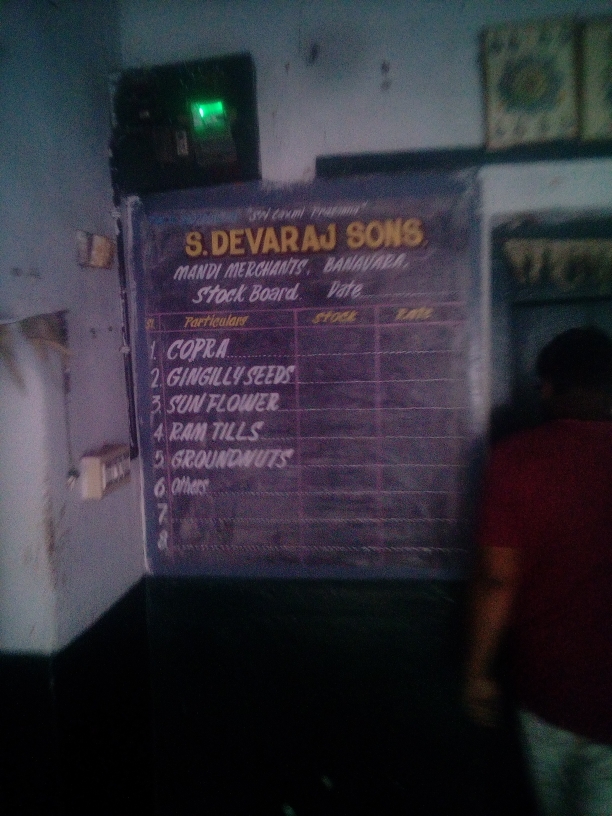 "Sri Laxmi Prasanna"
S. DEVARAJ SONS.
MANDI MERCHANTS, BANAVARA.
Stock Board. Date
Particulars Stock Rate
1 COPRA
2 GINGILLY SEEDS
3 SUN FLOWER
4 RAM TILLS
5 GROUNDNUTS
6 Others
7
8